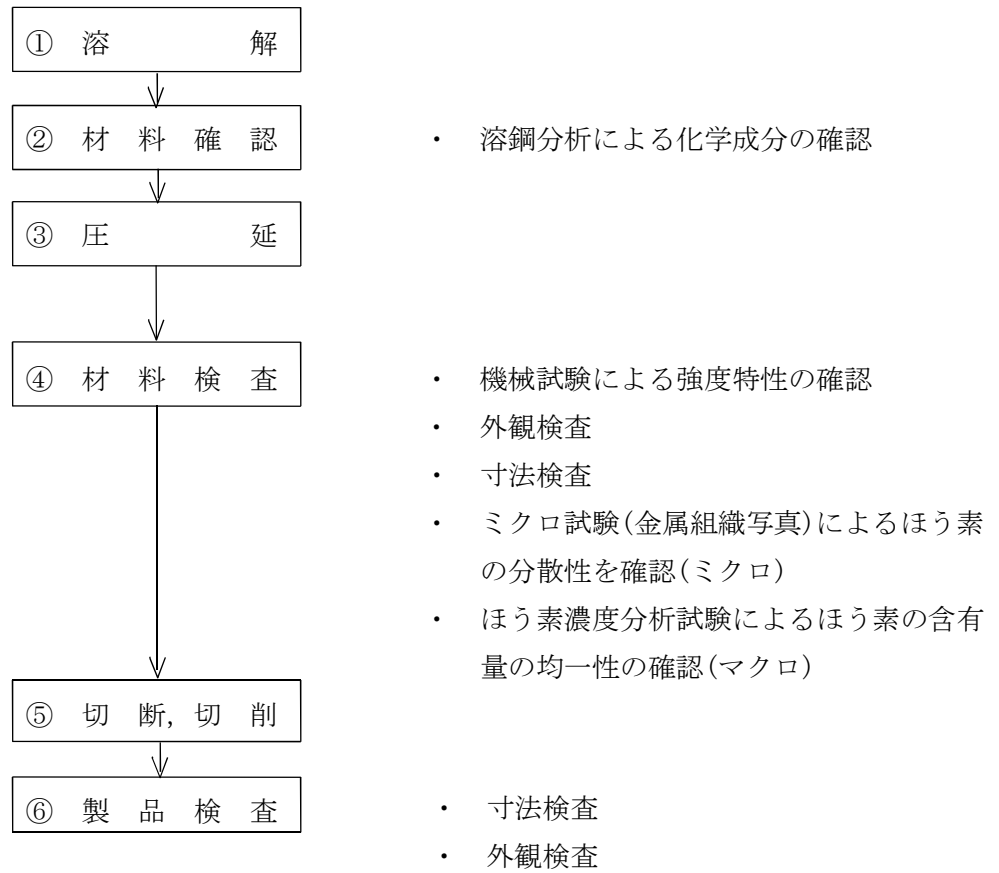 ① 溶 解
② 材 料 確 認
・ 溶鋼分析による化学成分の確認
③ 圧 延
④ 材 料 検 査
・ 機械試験による強度特性の確認
・ 外観検査
・ 寸法検査
・ ミクロ試験(金属組織写真)によるほう素
の分散性を確認(ミクロ)
・ ほう素濃度分析試験によるほう素の含有
量の均一性の確認(マクロ)
⑤ 切 断, 切 削
⑥ 製 品 検 査
・ 寸法検査
・ 外観検査